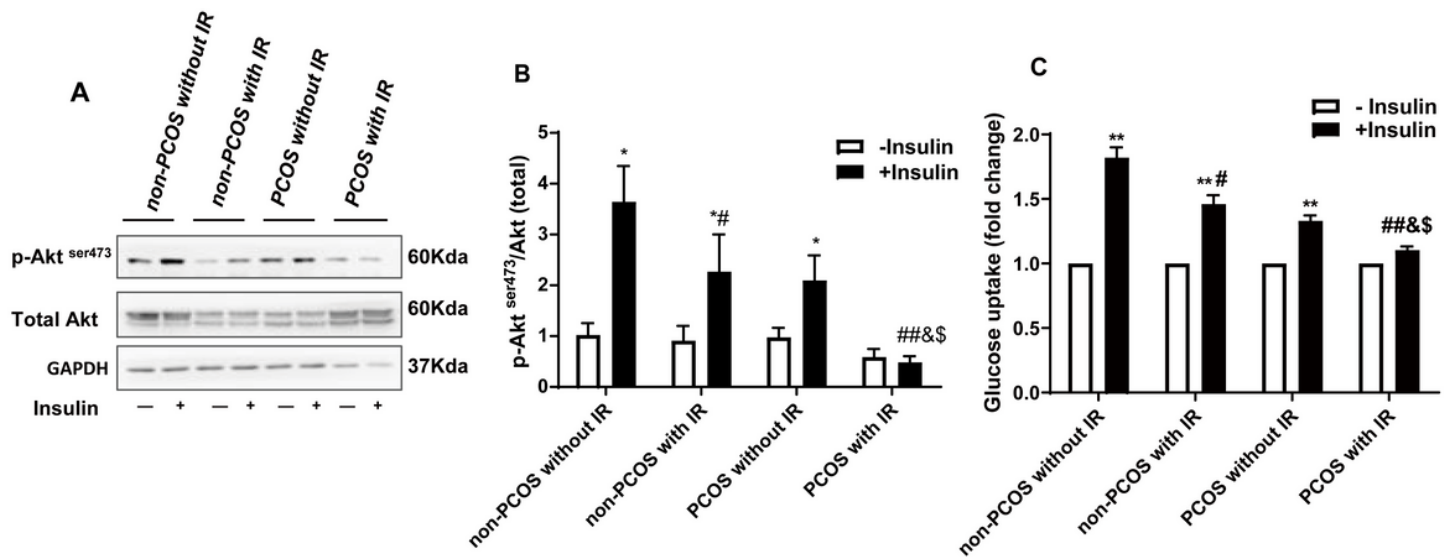 A
non-PCOS without IR
non-PCOS with IR
PCOS without IR
PCOS with IR
p-Akt ser473
60Kda
Total Akt
60Kda
GAPDH
37Kda
Insulin
— + — + — + — +
B
-Insulin
+Insulin
p-Akt ser473/Akt (total)
5
4
3
2
1
0
*
*#
*
##&$
non-PCOS without IR
non-PCOS with IR
PCOS without IR
PCOS with IR
C
- Insulin
+Insulin
Glucose uptake (fold change)
2.0
1.5
1.0
0.5
0.0
**
**#
**
##&$
non-PCOS without IR
non-PCOS with IR
PCOS without IR
PCOS with IR